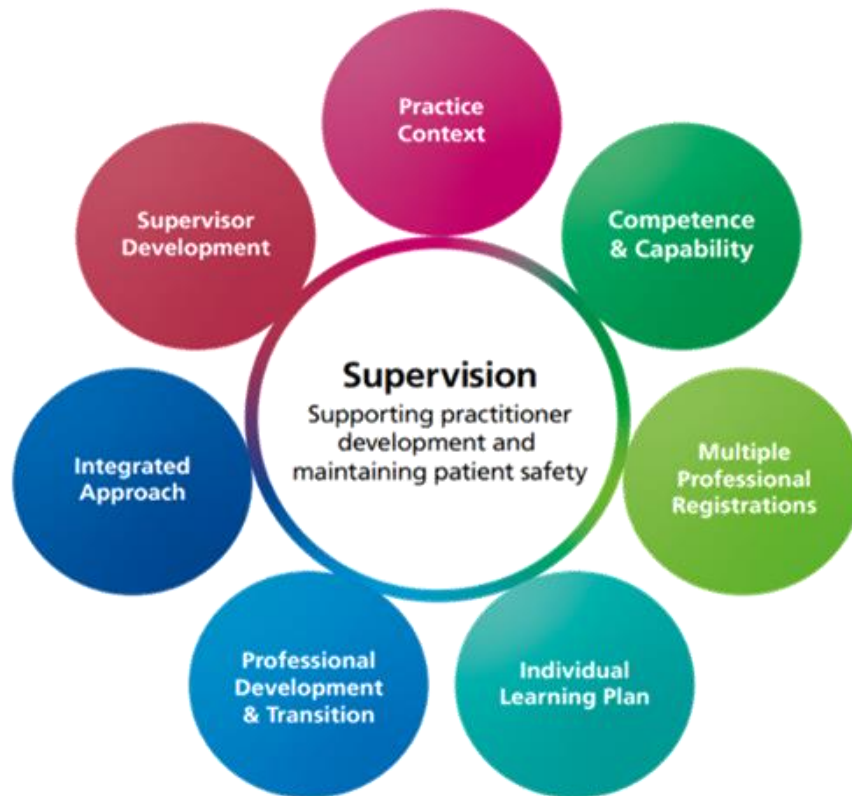 Practice
Context
Supervisor
Development
Competence
& Capability
Supervision
Supporting practitioner
development and
maintaining patient safety
Integrated
Approach
Multiple
Professional
Registrations
Professional
Development
& Transition
Individual
Learning Plan